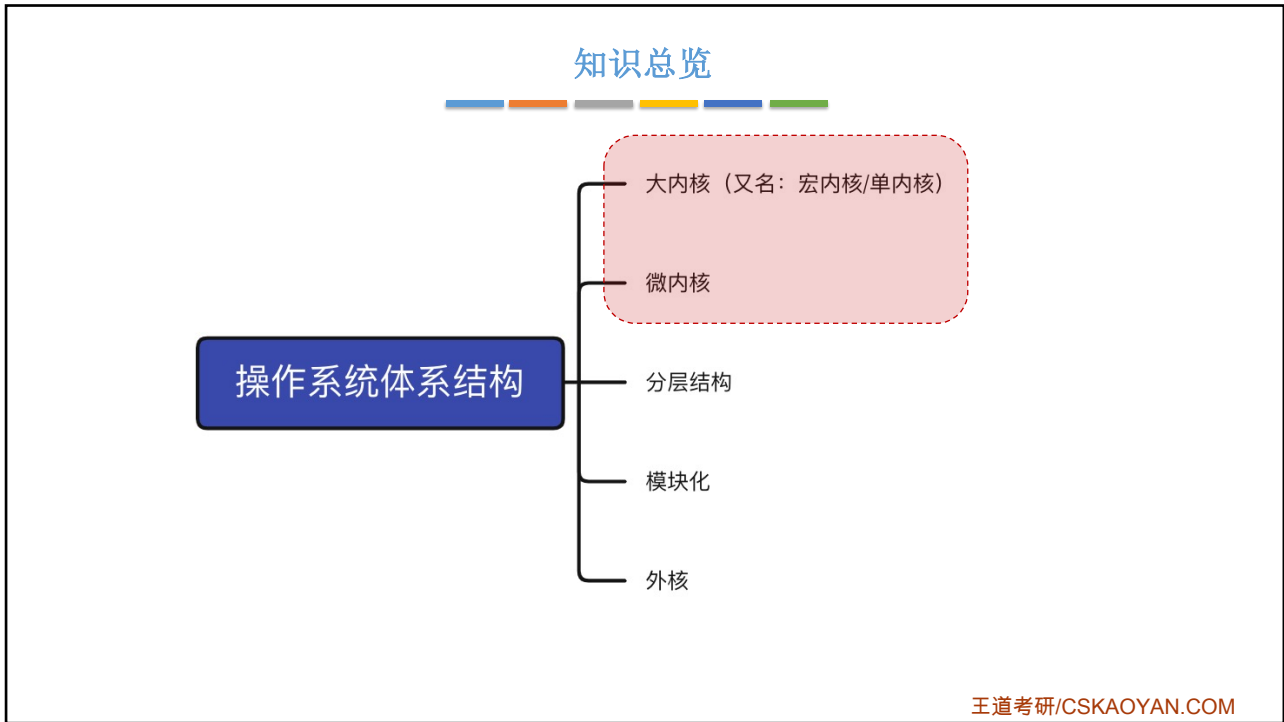 知识总览
大内核（又名：宏内核/单内核）
微内核
操作系统体系结构
分层结构
模块化
外核
王道考研/CSKAOYAN.COM